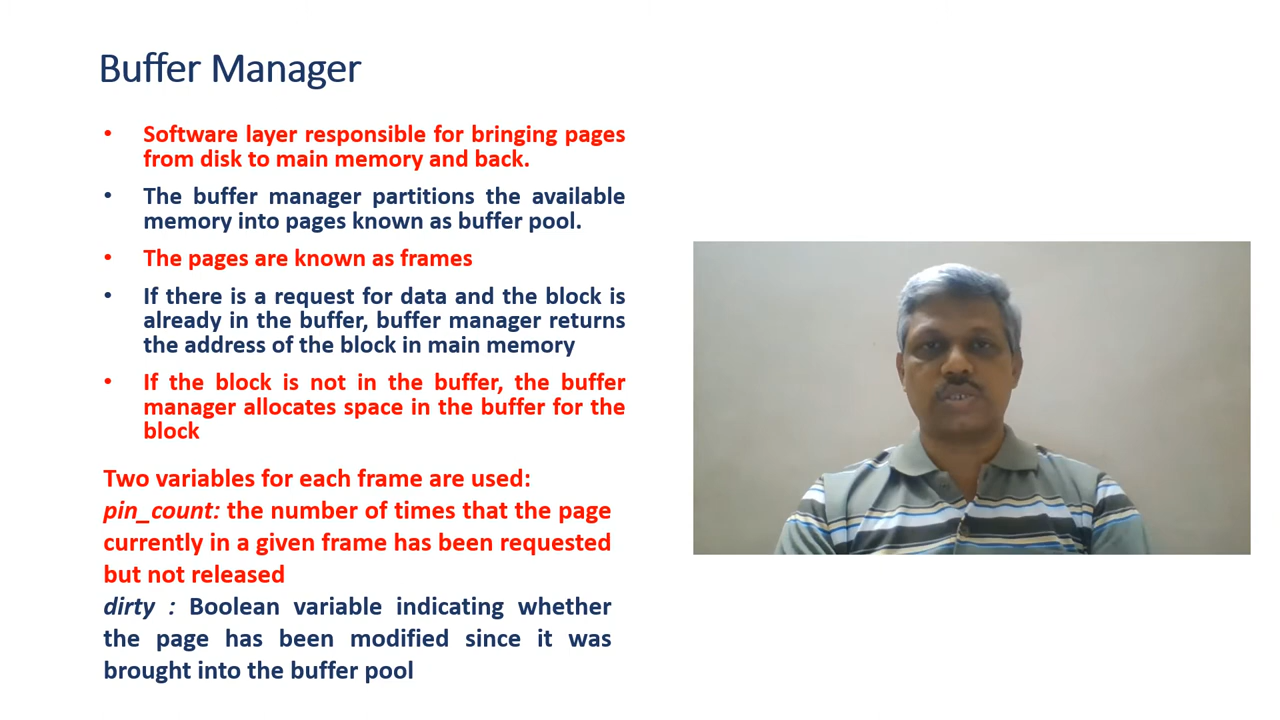 Buffer Manager
• Software layer responsible for bringing pages
from disk to main memory and back.
• The buffer manager partitions the available
memory into pages known as buffer pool.
• The pages are known as frames
• If there is a request for data and the block is
already in the buffer, buffer manager returns
the address of the block in main memory
• If the block is not in the buffer, the buffer
manager allocates space in the buffer for the
block
Two variables for each frame are used:
pin_count: the number of times that the page
currently in a given frame has been requested
but not released
dirty : Boolean variable indicating whether
the page has been modified since it was
brought into the buffer pool